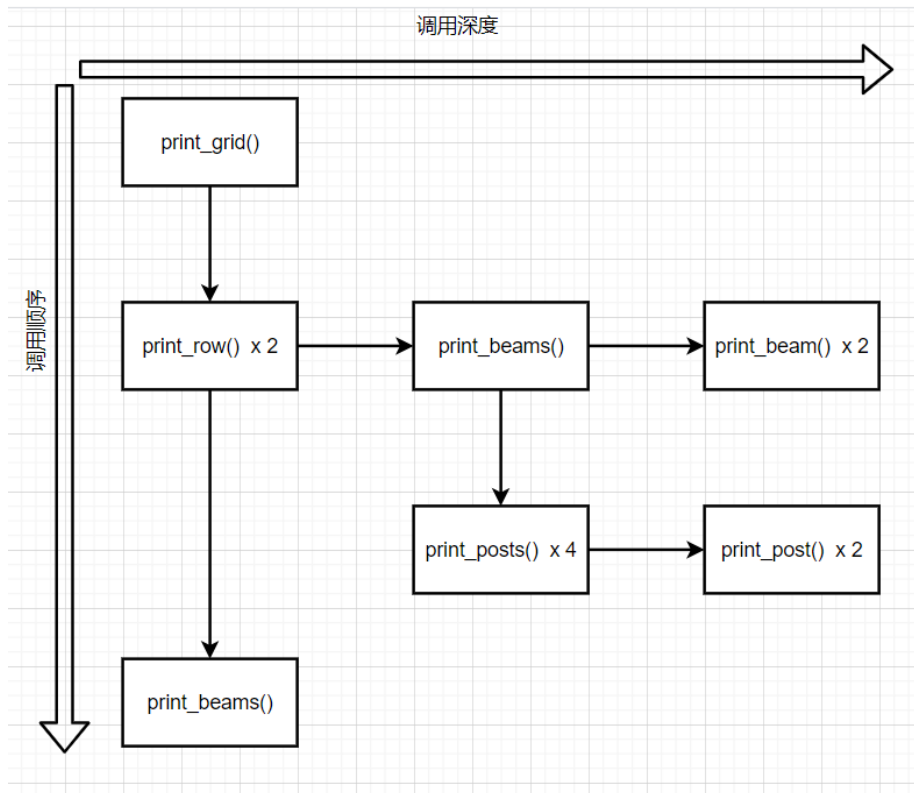 调用深度
print_grid()
调用顺序
print_row()  x 2
print_beams()
print_beam() x 2
print_posts()  x 4
print_post() x 2
print_beams()